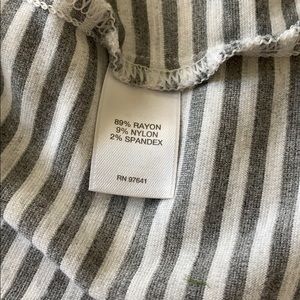 89% RAYON
9% NYLON
2% SPANDEX
RN 97641